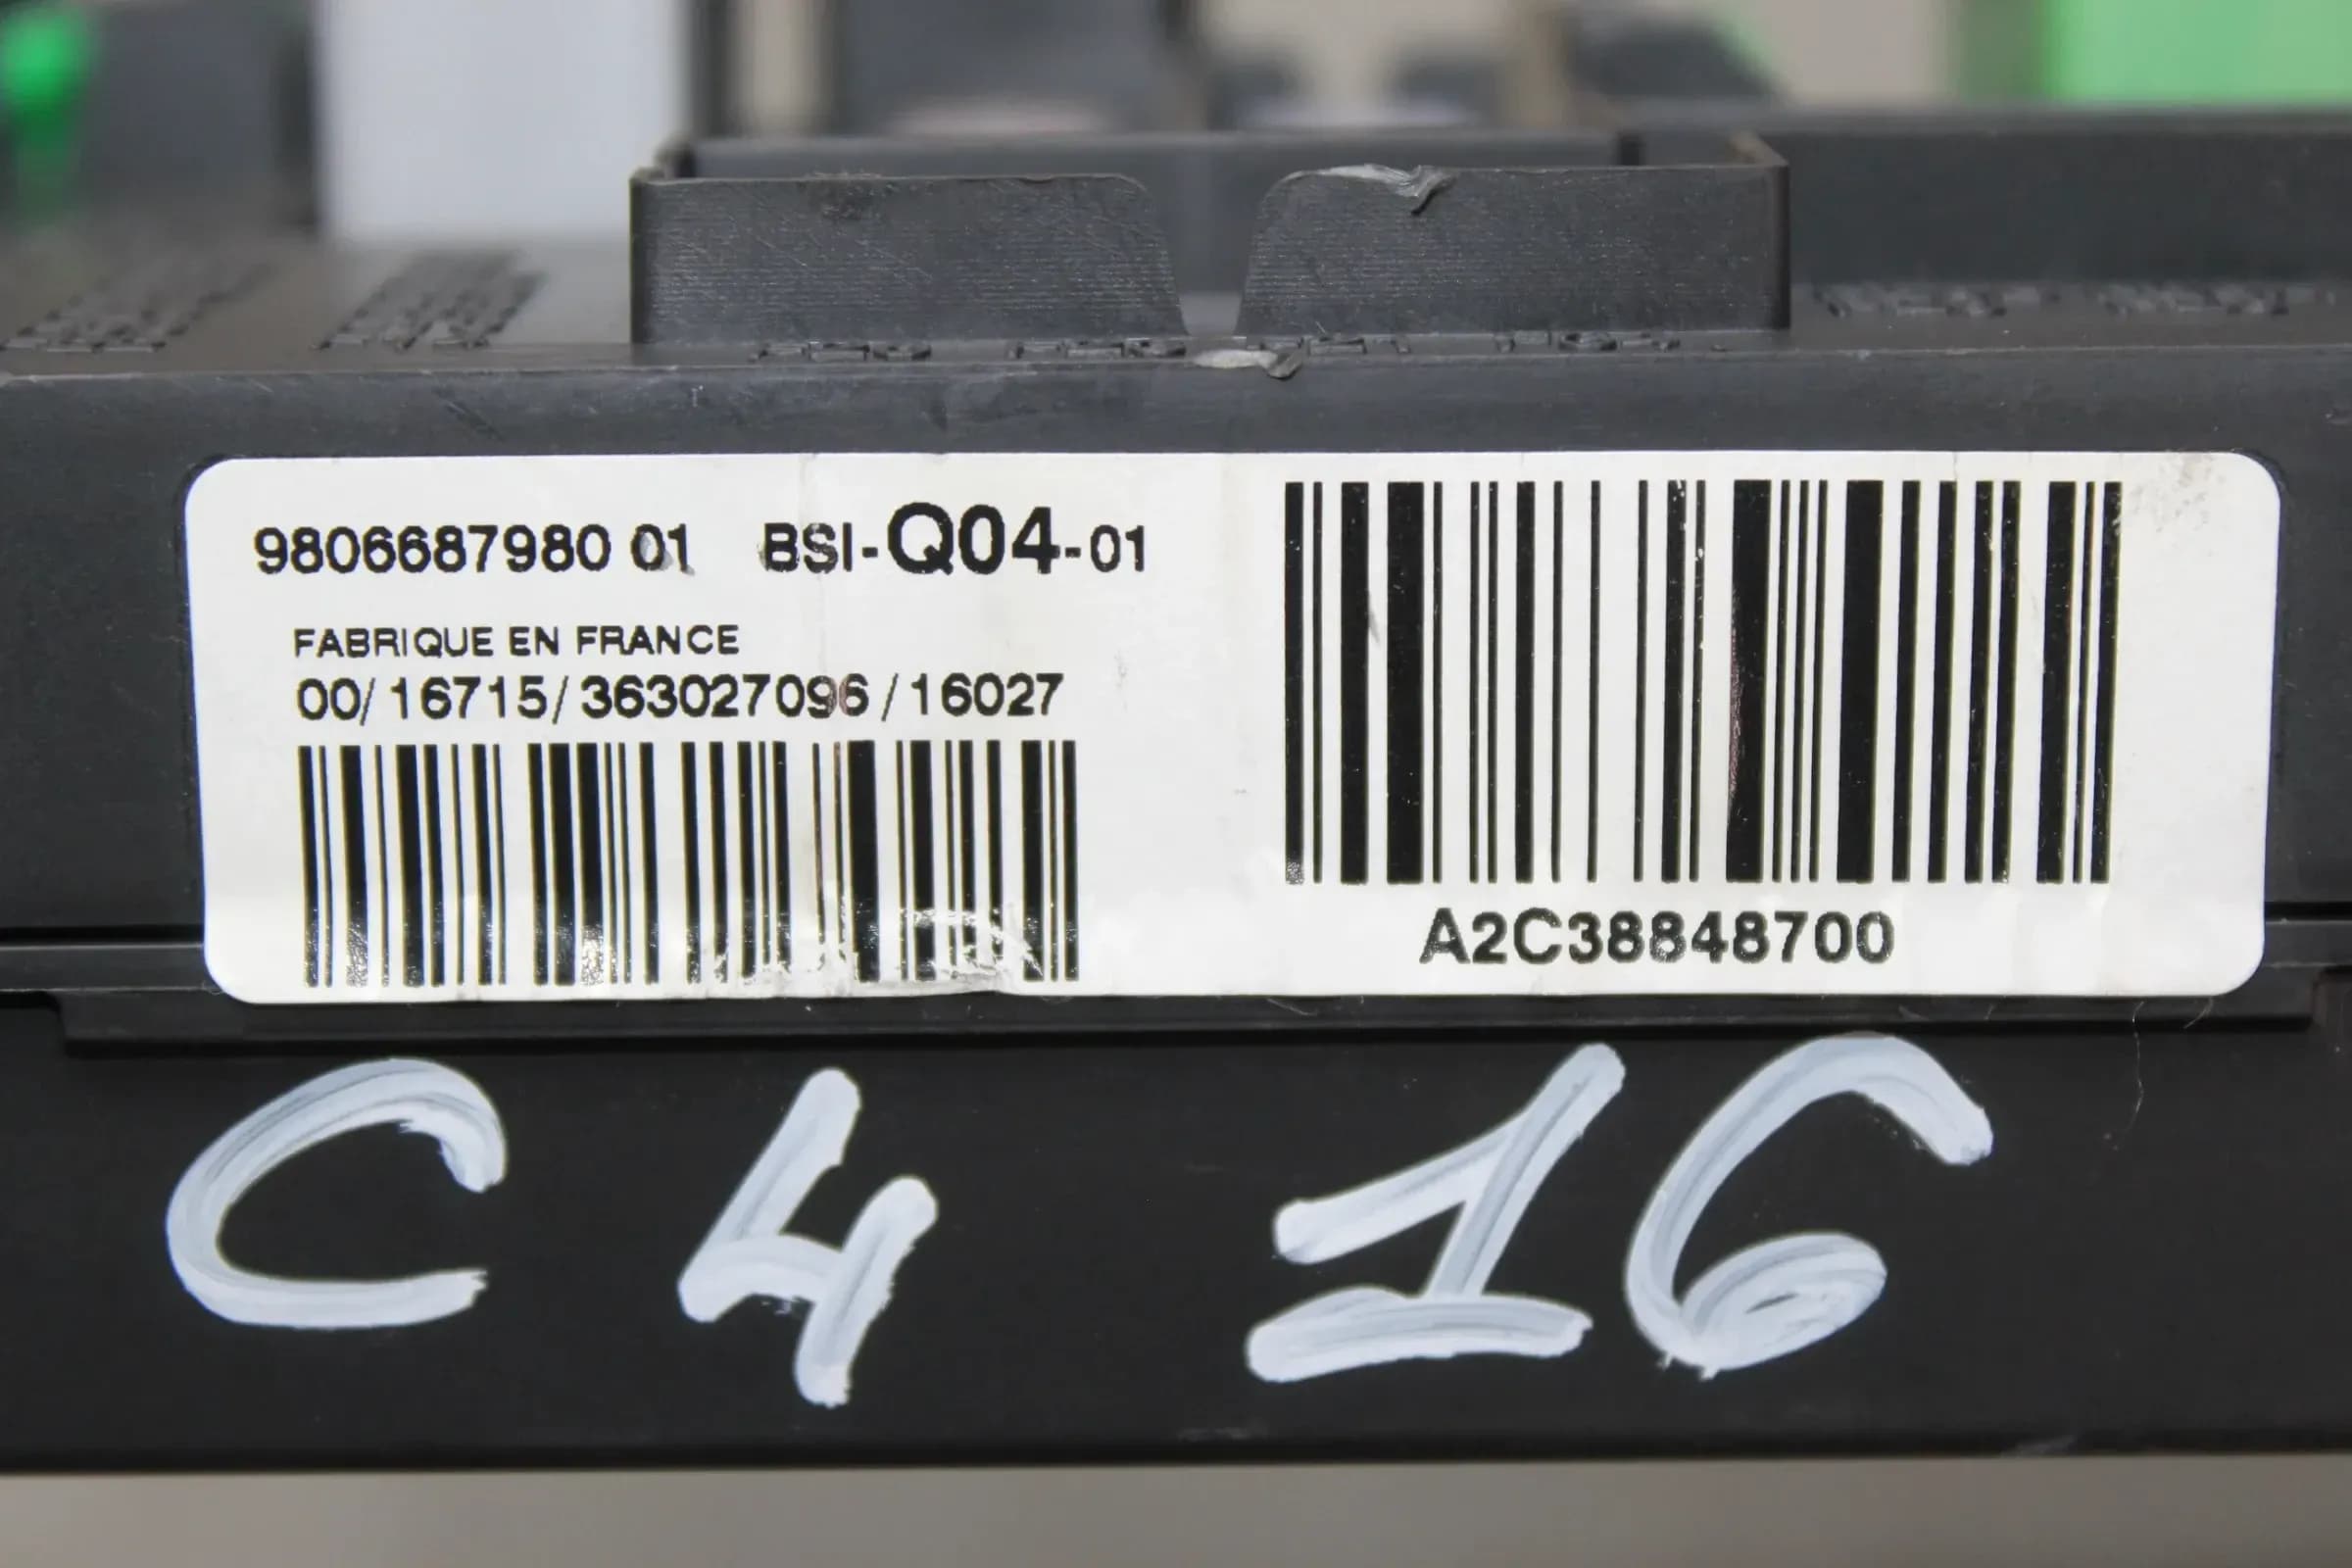 9806687980 01 BSI-Q04-01
FABRIQUE EN FRANCE
00/16715/363027096/16027
A2C38848700
C4 16